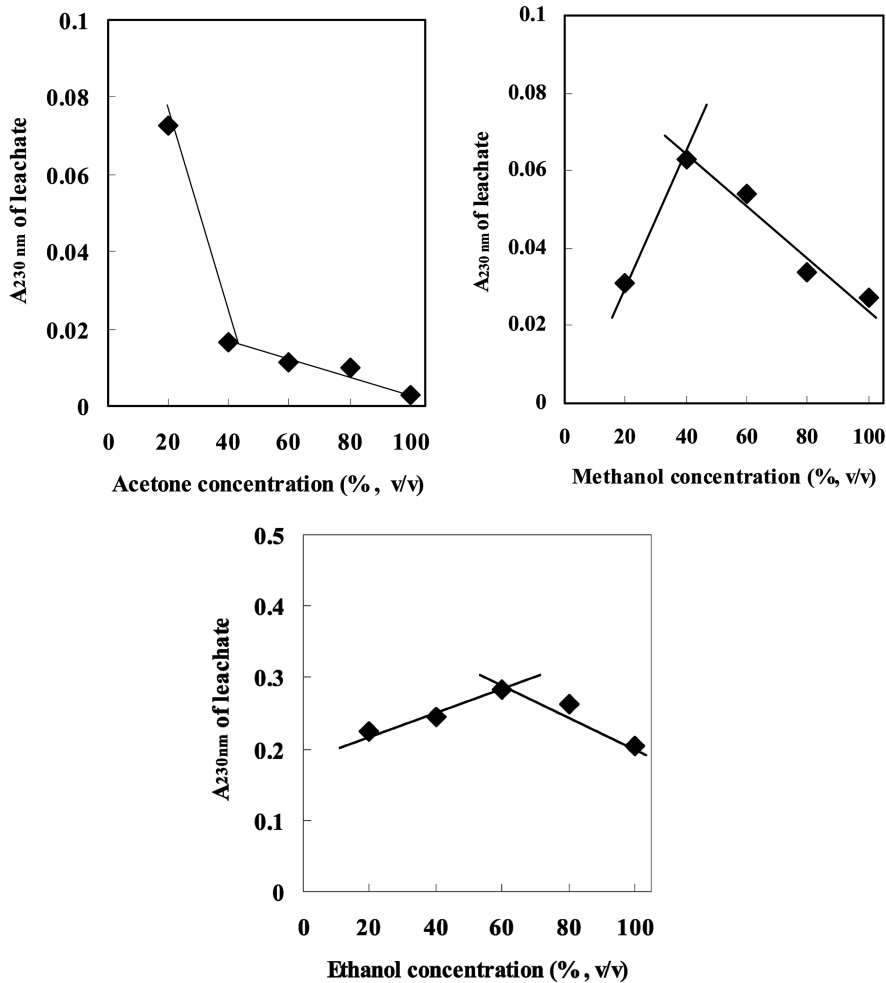 0.1
0.08
0.06
0.04
0.02
0
A230 nm of leachate
0 20 40 60 80 100
Acetone concentration (%, v/v)
0.1
0.08
0.06
0.04
0.02
0
A230 nm of leachate
0 20 40 60 80 100
Methanol concentration (%, v/v)
0.5
0.4
0.3
0.2
0.1
0
A230nm of leachate
0 20 40 60 80 100
Ethanol concentration (%, v/v)